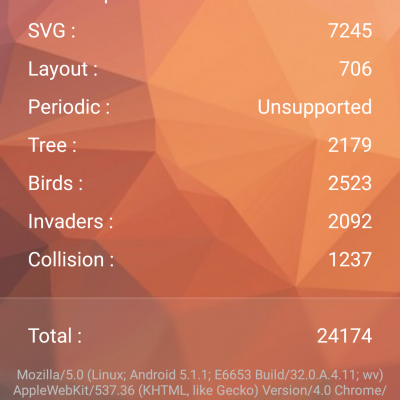 SVG : 7245
Layout : 706
Periodic : Unsupported
Tree : 2179
Birds : 2523
Invaders : 2092
Collision : 1237
Total : 24174
Mozilla/5.0 (Linux; Android 5.1.1; E6653 Build/32.0.A.4.11; wv)
AppleWebKit/537.36 (KHTML, like Gecko) Version/4.0 Chrome/